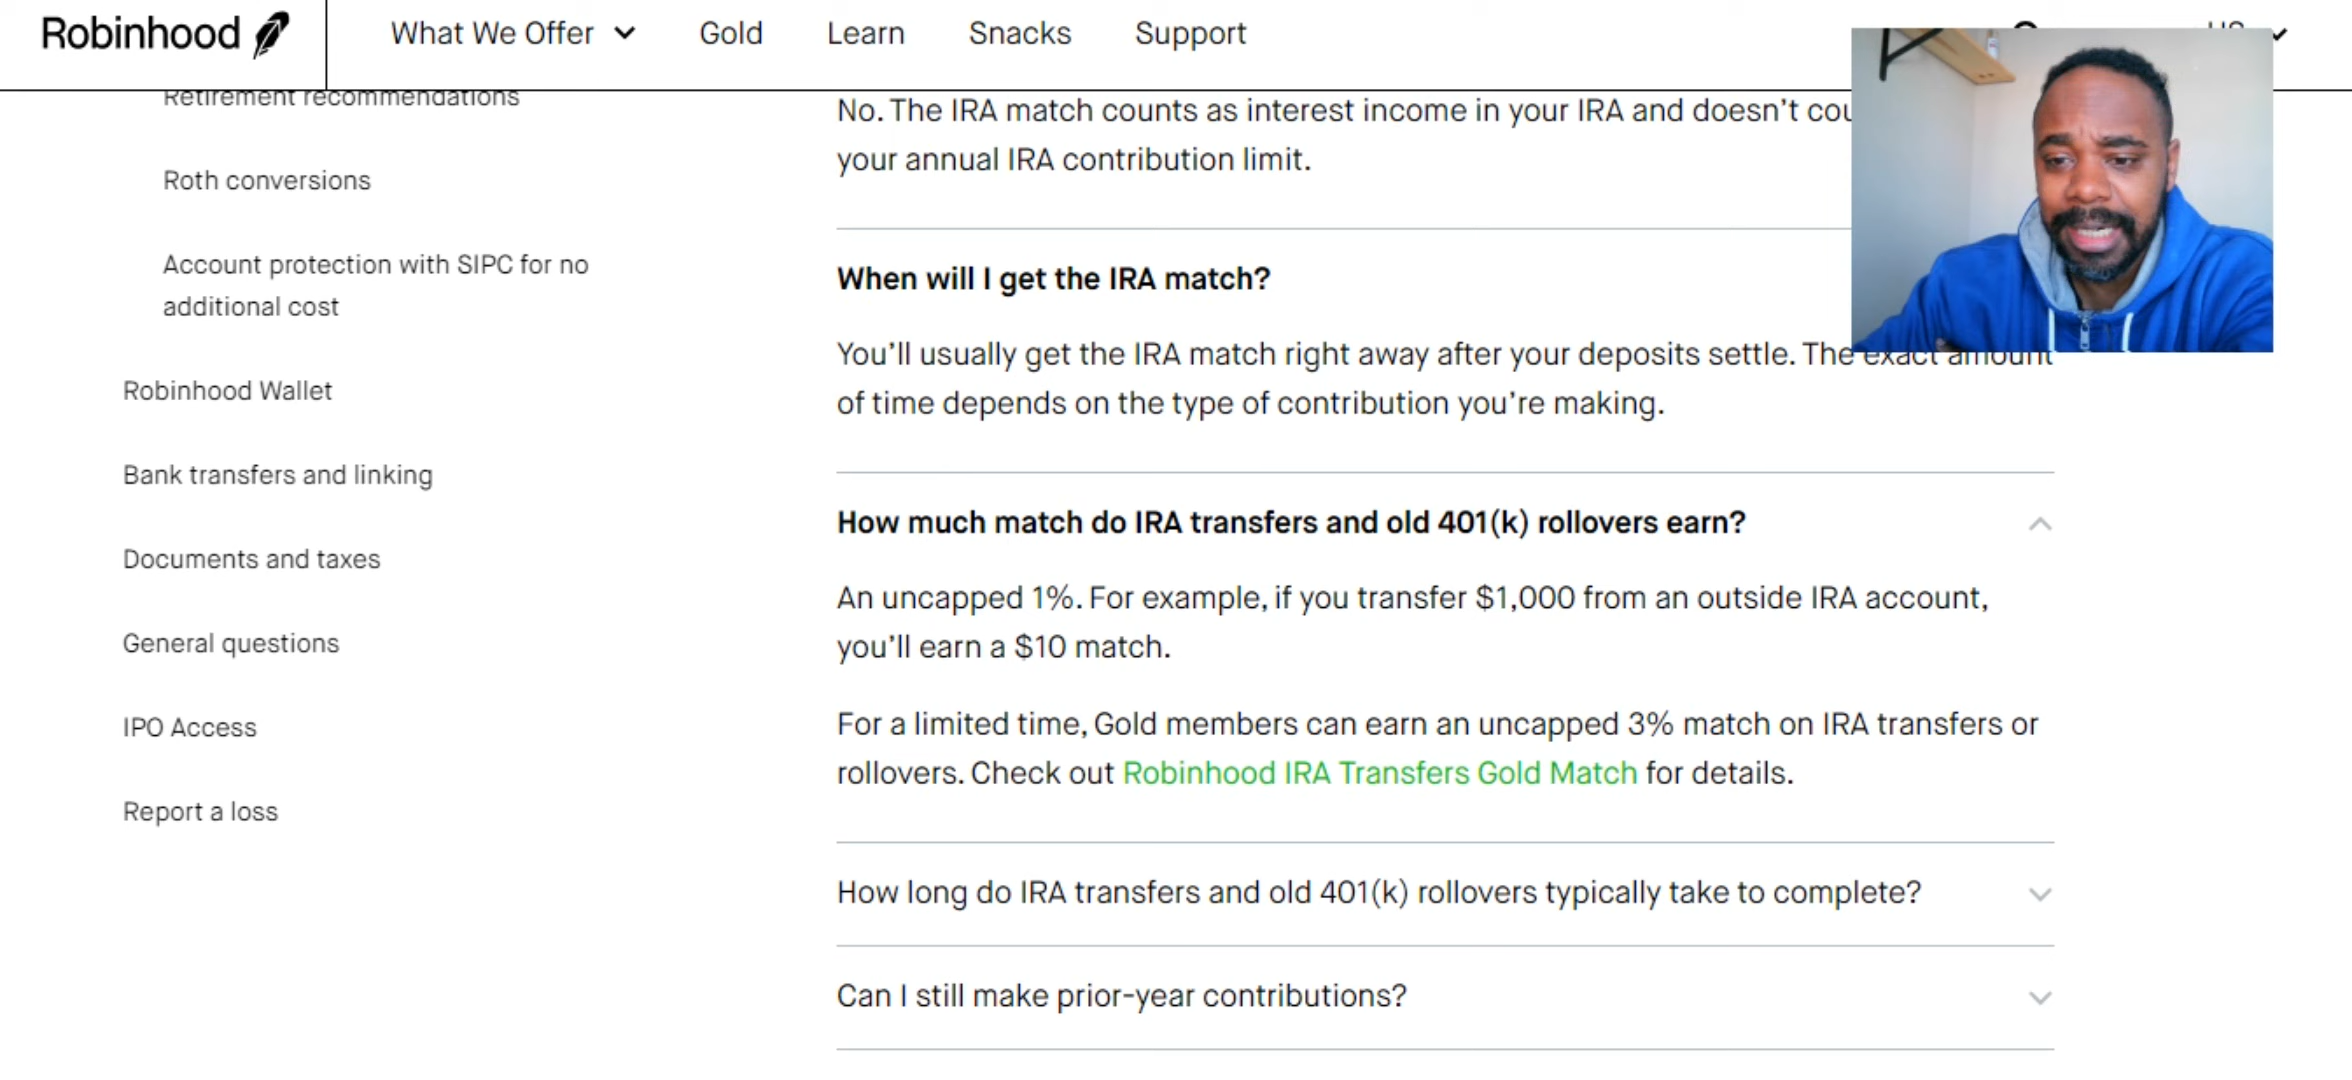 Robinhood
What We Offer
Gold
Learn
Snacks
Support
Retirement recommendations
Roth conversions
Account protection with SIPC for no
additional cost
Robinhood Wallet
Bank transfers and linking
Documents and taxes
General questions
IPO Access
Report a loss
No. The IRA match counts as interest income in your IRA and doesn't
your annual IRA contribution limit.
When will I get the IRA match?
You'll usually get the IRA match right away after your deposits settle. The exact amount
of time depends on the type of contribution you're making.
How much match do IRA transfers and old 401(k) rollovers earn?
An uncapped 1%. For example, if you transfer $1,000 from an outside IRA account,
you'll earn a $10 match.
For a limited time, Gold members can earn an uncapped 3% match on IRA transfers or
rollovers. Check out Robinhood IRA Transfers Gold Match for details.
How long do IRA transfers and old 401(k) rollovers typically take to complete?
Can I still make prior-year contributions?